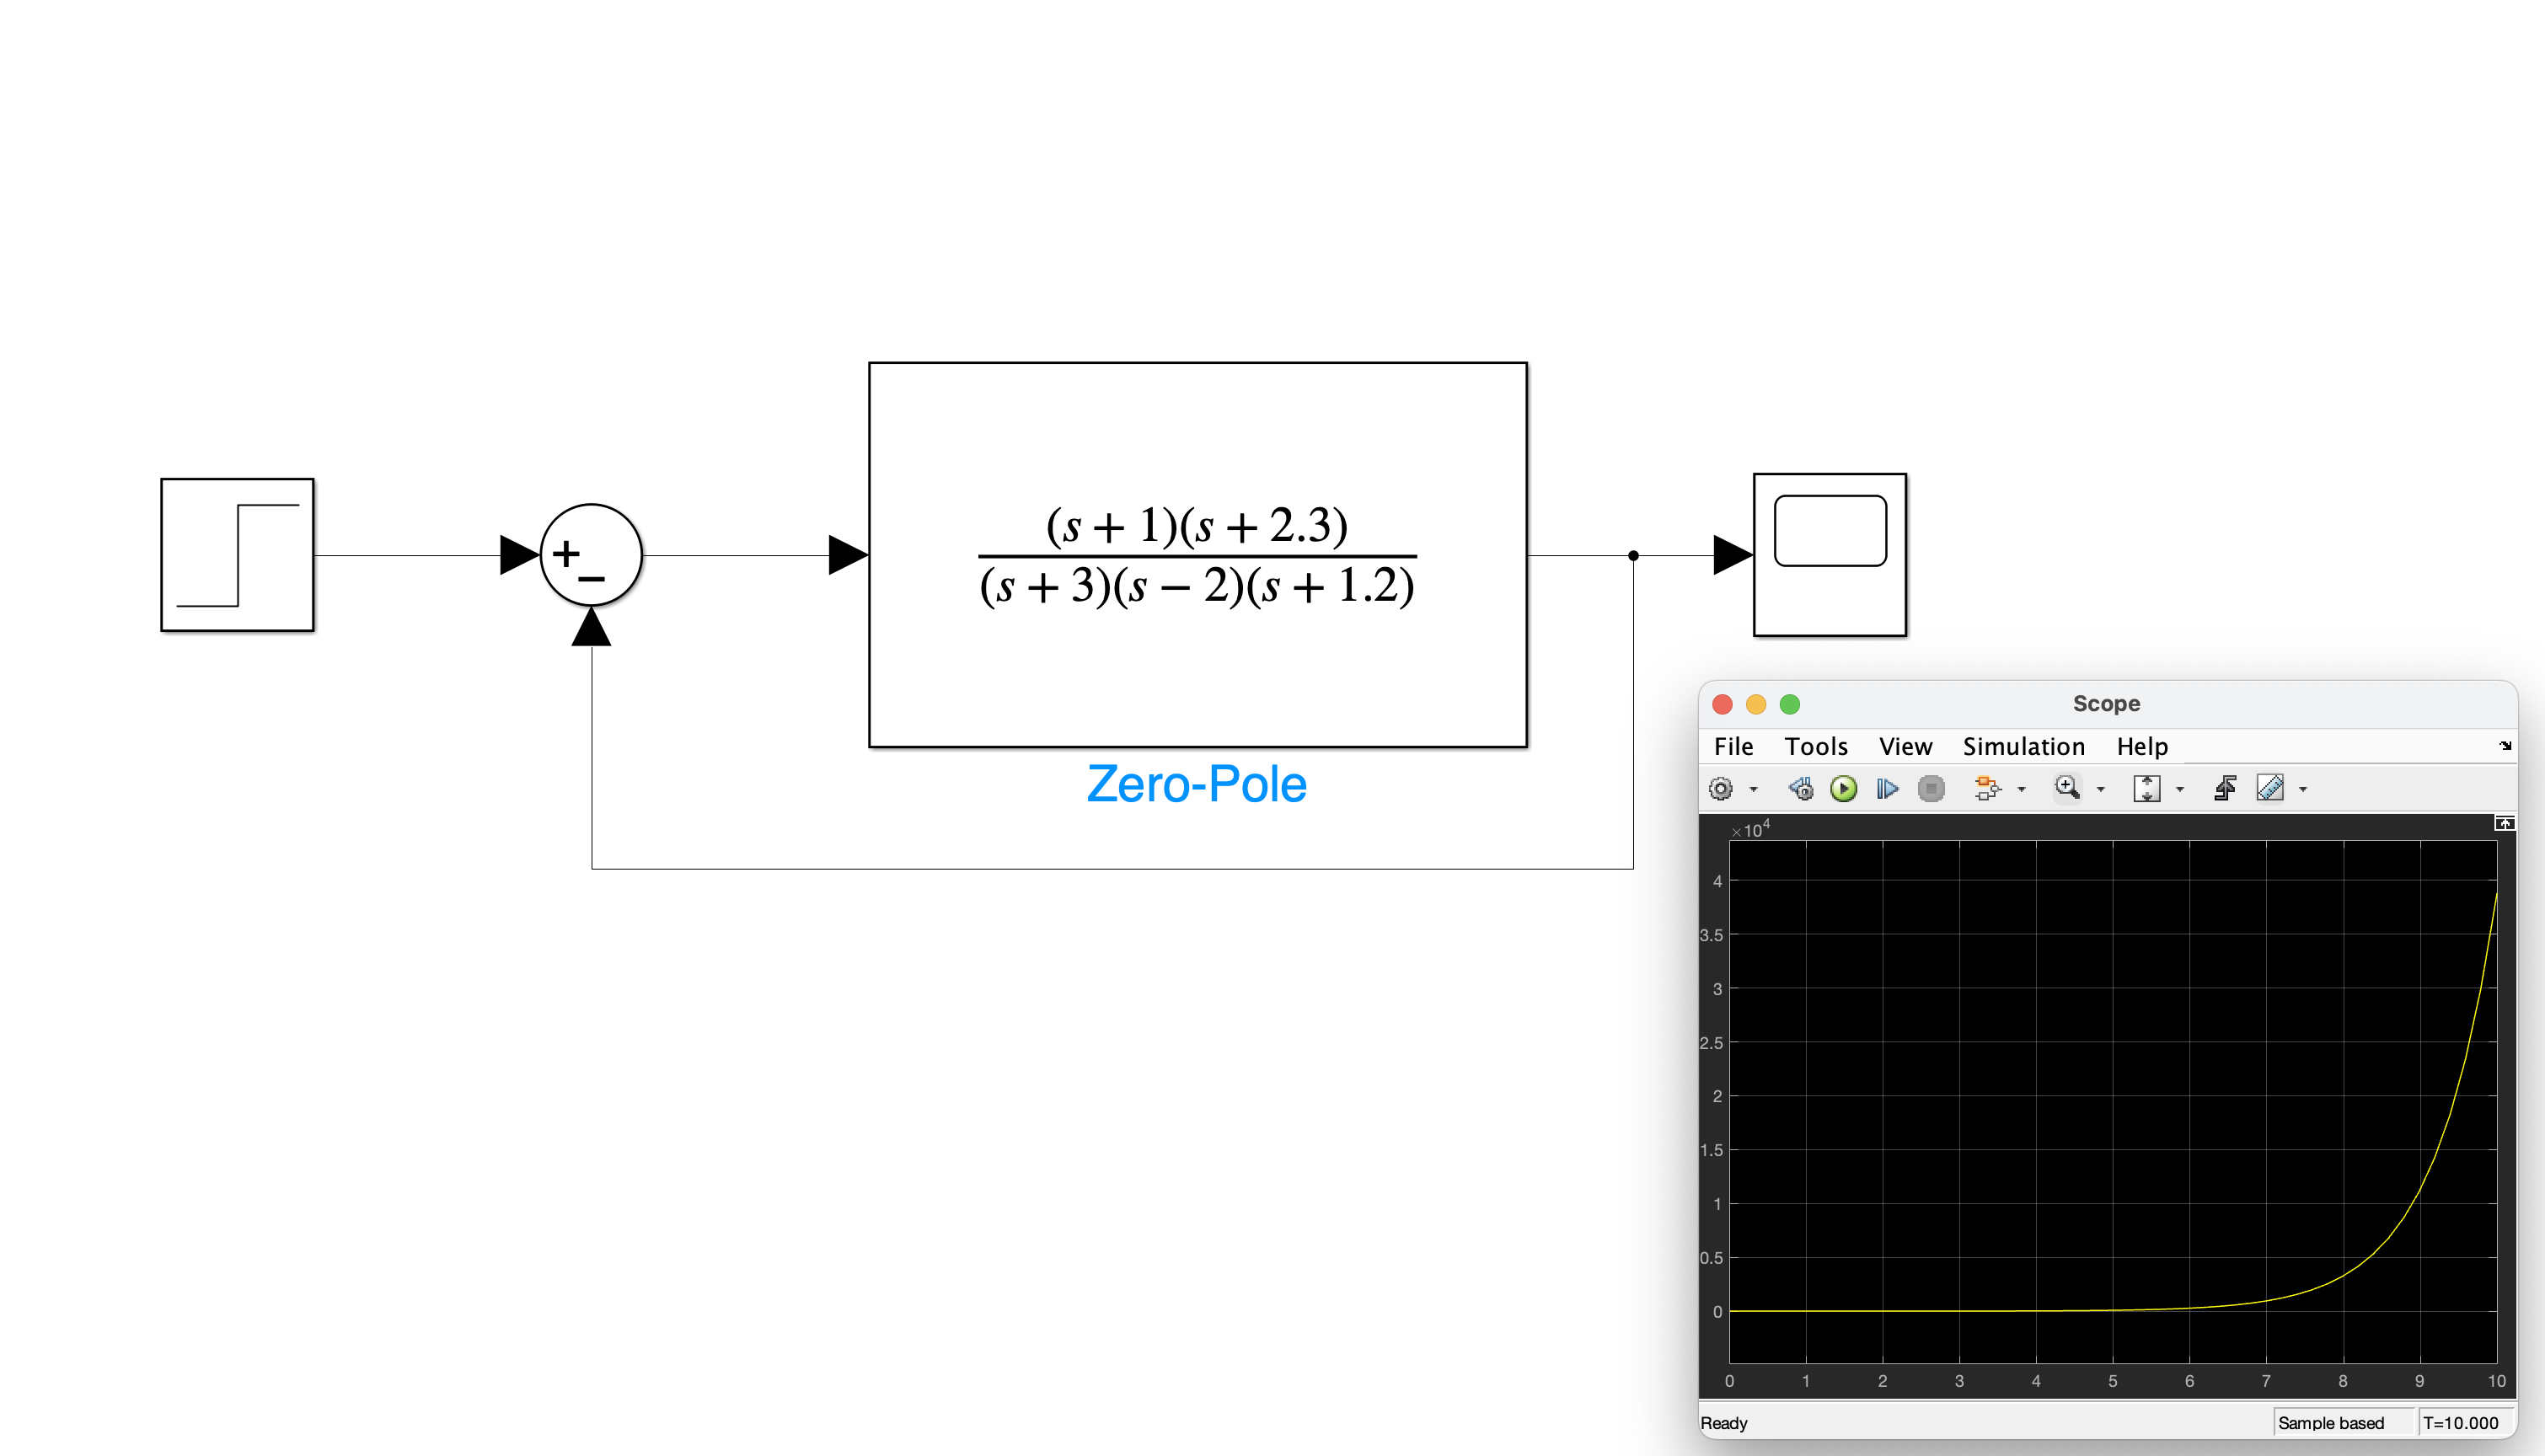 +
−
(s + 1)(s + 2.3)
(s + 3)(s − 2)(s + 1.2)
Zero-Pole
Scope
File Tools View Simulation Help
×10⁴
4
3.5
3
2.5
2
1.5
1
0.5
0
0 1 2 3 4 5 6 7 8 9 10
Ready Sample based T=10.000